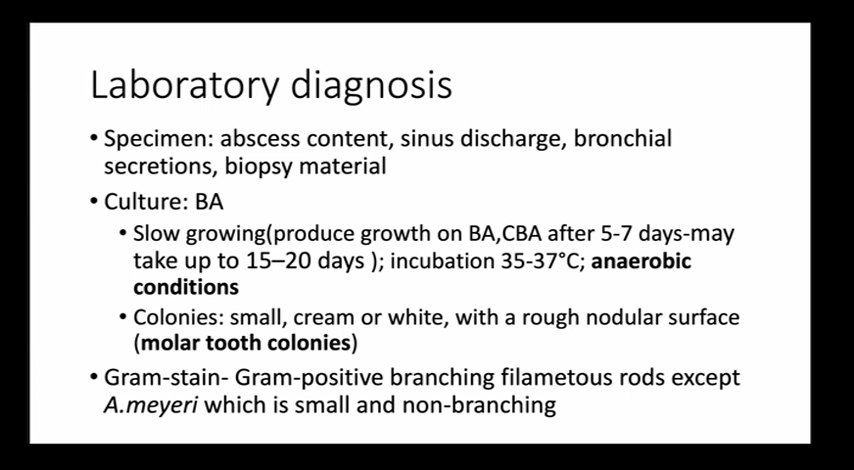 Laboratory diagnosis
• Specimen: abscess content, sinus discharge, bronchial
secretions, biopsy material
• Culture: BA
• Slow growing(produce growth on BA,CBA after 5-7 days-may
take up to 15–20 days ); incubation 35-37°C; anaerobic
conditions
• Colonies: small, cream or white, with a rough nodular surface
(molar tooth colonies)
• Gram-stain- Gram-positive branching filametous rods except
A.meyeri which is small and non-branching